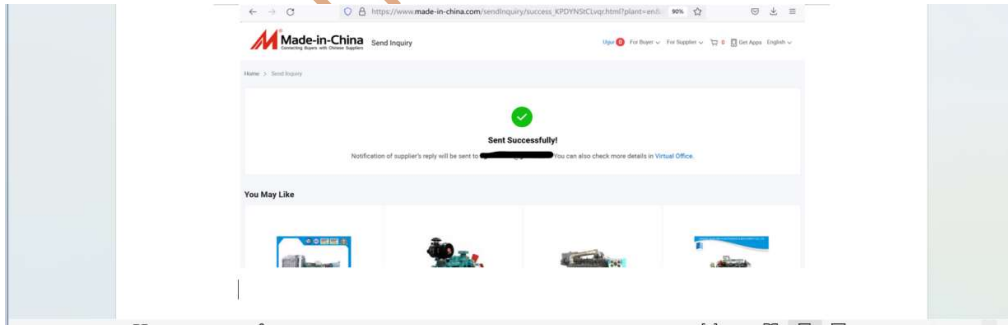 https://www.made-in-china.com/sendInquiry/success_KPDYNStCLvqr.html?plant=en& 90%
Made-in-China Send Inquiry 0 For Buyer For Supplier 0 Get Apps English
Connecting Buyers with Chinese Suppliers
Home > Send Inquiry
Sent Successfully!
Notification of supplier's reply will be sent to You can also check more details in Virtual Office.
You May Like